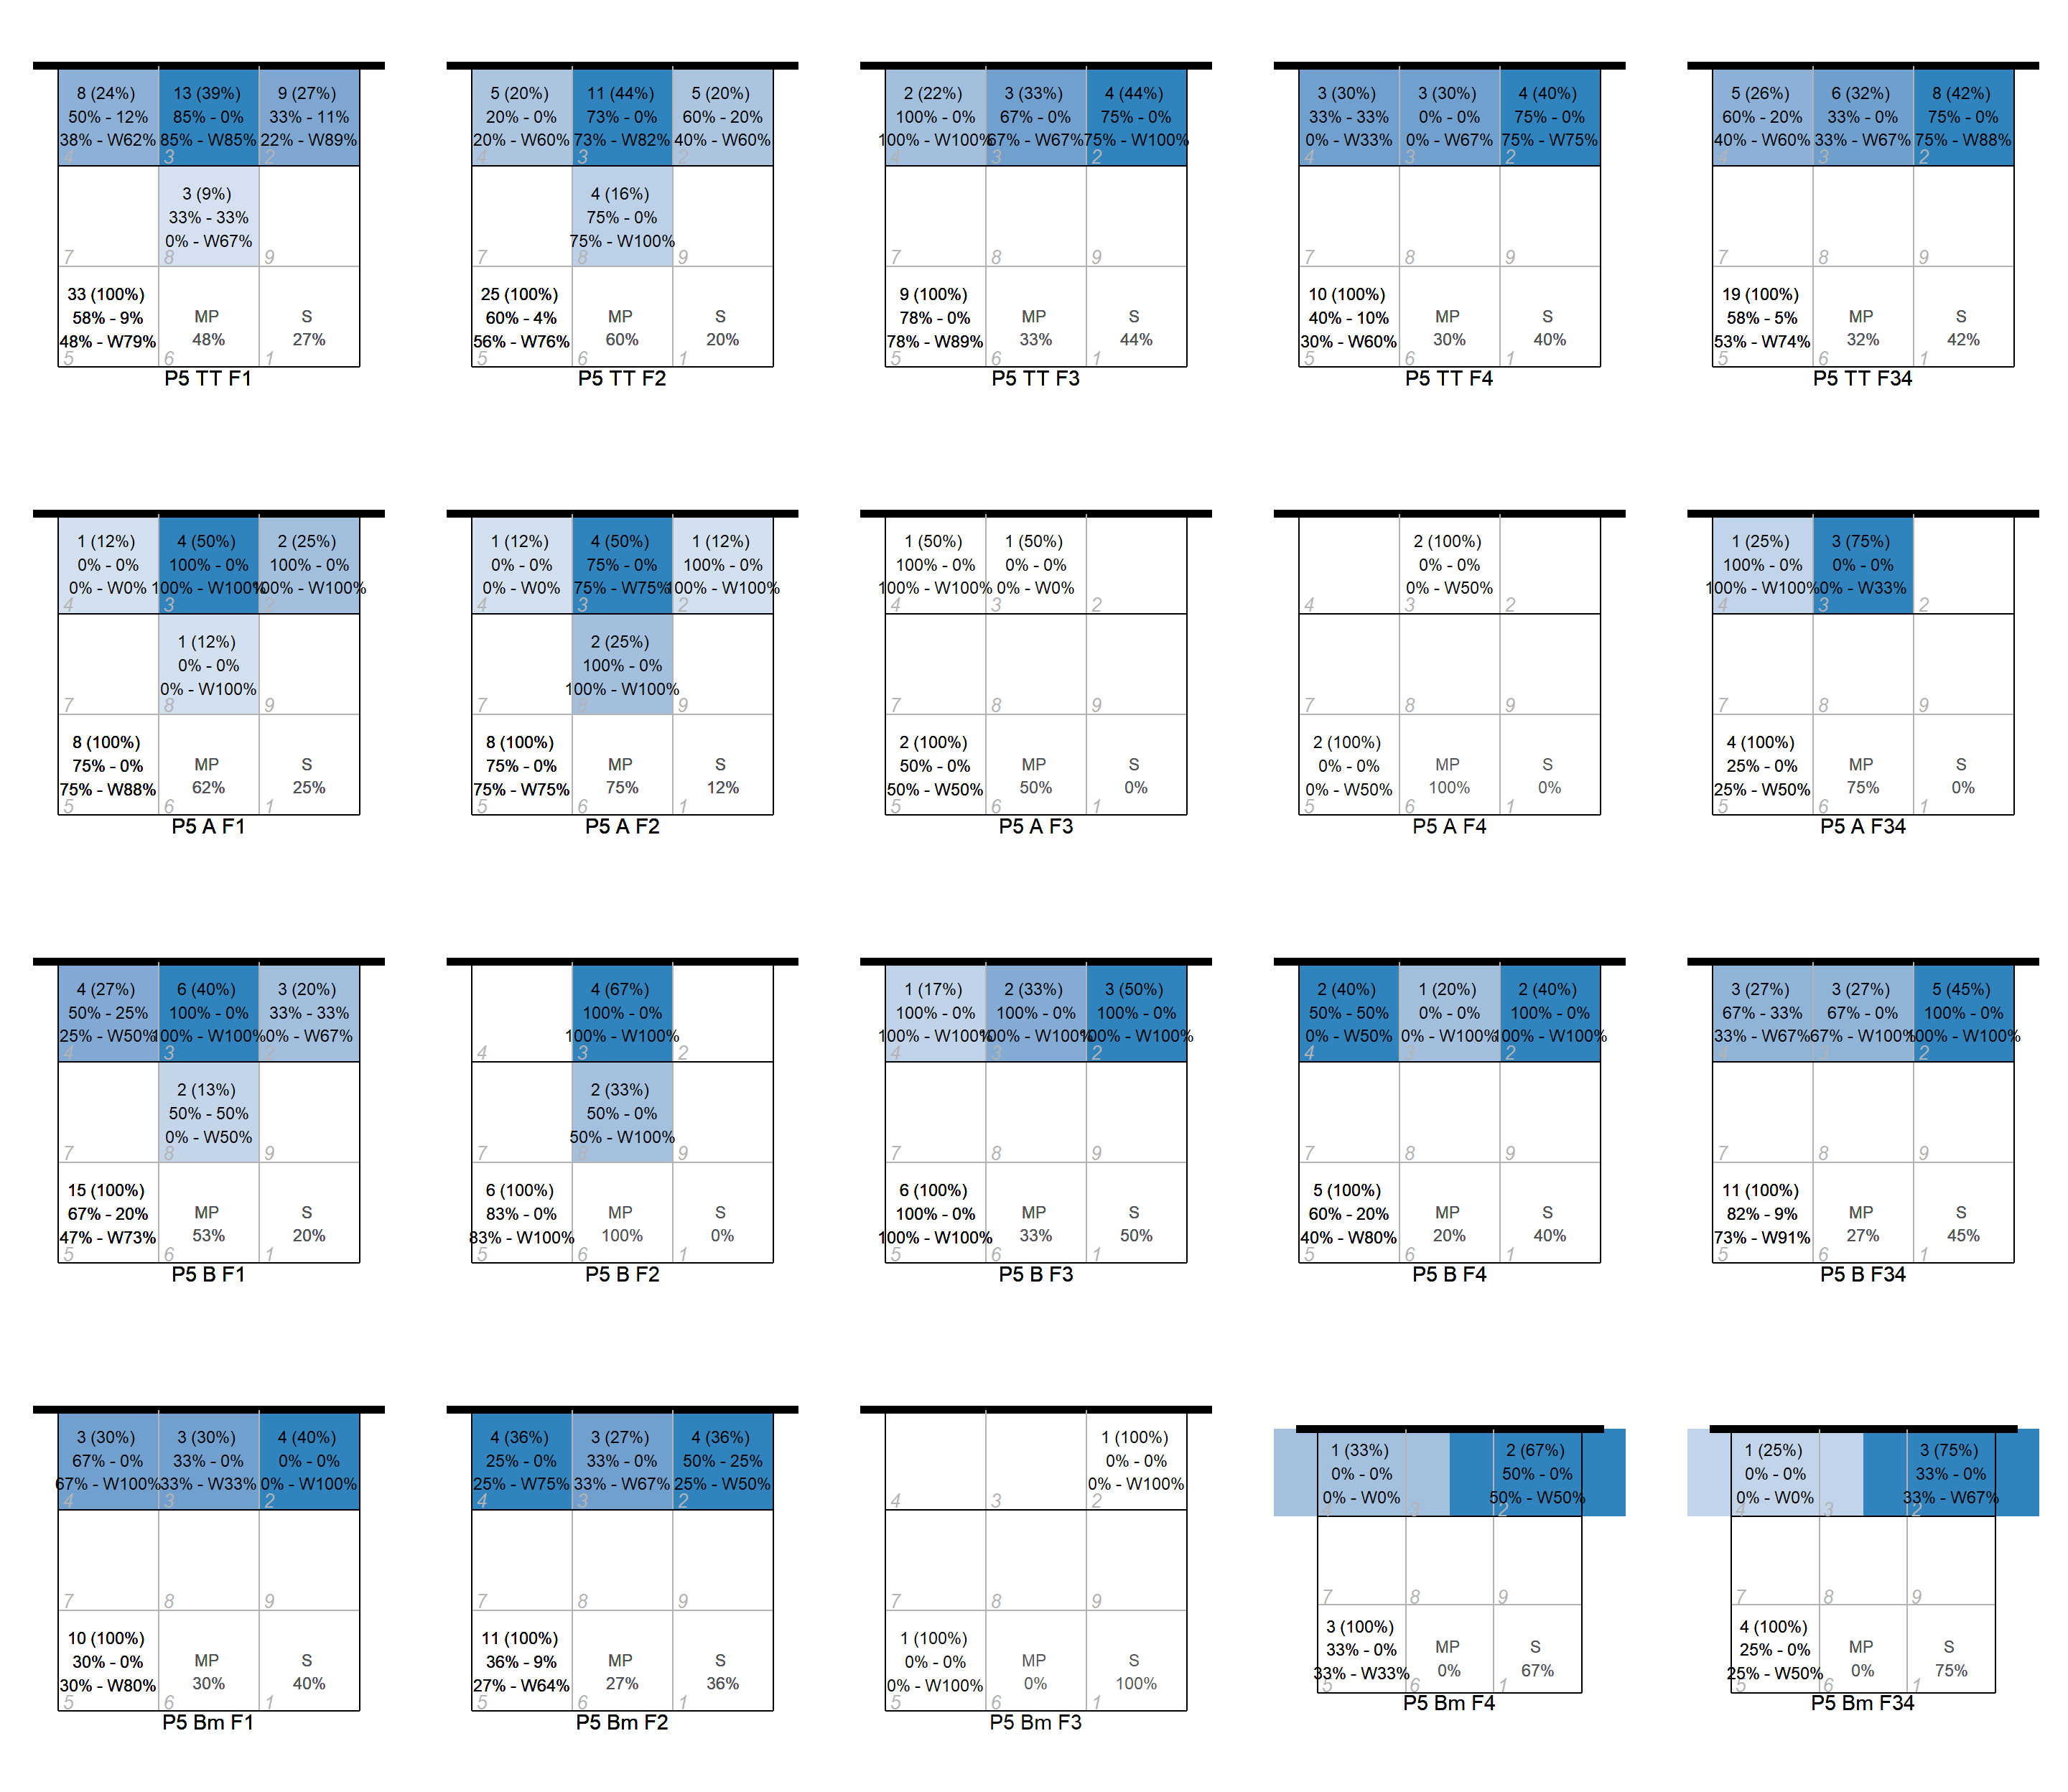 8 (24%)
50% - 12%
38% - W62%
4
13 (39%)
85% - 0%
85% - W85%
3
9 (27%)
33% - 11%
22% - W89%
2
7
3 (9%)
33% - 33%
0% - W67%
8
9
33 (100%)
58% - 9%
48% - W79%
5
MP
48%
6
S
27%
1
P5 TT F1
5 (20%)
20% - 0%
20% - W60%
4
11 (44%)
73% - 0%
73% - W82%
3
5 (20%)
60% - 20%
40% - W60%
2
7
4 (16%)
75% - 0%
75% - W100%
8
9
25 (100%)
60% - 4%
56% - W76%
5
MP
60%
6
S
20%
1
P5 TT F2
2 (22%)
100% - 0%
100% - W100%
4
3 (33%)
67% - 0%
67% - W67%
3
4 (44%)
75% - 0%
75% - W100%
2
7
8
9
9 (100%)
78% - 0%
78% - W89%
5
MP
33%
6
S
44%
1
P5 TT F3
3 (30%)
33% - 33%
0% - W33%
4
3 (30%)
0% - 0%
0% - W67%
3
4 (40%)
75% - 0%
75% - W75%
2
7
8
9
10 (100%)
40% - 10%
30% - W60%
5
MP
30%
6
S
40%
1
P5 TT F4
5 (26%)
60% - 20%
40% - W60%
4
6 (32%)
33% - 0%
33% - W67%
3
8 (42%)
75% - 0%
75% - W88%
2
7
8
9
19 (100%)
58% - 5%
53% - W74%
5
MP
32%
6
S
42%
1
P5 TT F34
1 (12%)
0% - 0%
0% - W0%
4
4 (50%)
100% - 0%
100% - W100%
3
2 (25%)
100% - 0%
100% - W100%
2
7
1 (12%)
0% - 0%
0% - W100%
8
9
8 (100%)
75% - 0%
75% - W88%
5
MP
62%
6
S
25%
1
P5 A F1
1 (12%)
0% - 0%
0% - W0%
4
4 (50%)
75% - 0%
75% - W75%
3
1 (12%)
100% - 0%
100% - W100%
2
7
2 (25%)
100% - 0%
100% - W100%
8
9
8 (100%)
75% - 0%
75% - W75%
5
MP
75%
6
S
12%
1
P5 A F2
1 (50%)
100% - 0%
100% - W100%
4
1 (50%)
0% - 0%
0% - W0%
3
2
7
8
9
2 (100%)
50% - 0%
50% - W50%
5
MP
50%
6
S
0%
1
P5 A F3
4
2 (100%)
0% - 0%
0% - W50%
3
2
7
8
9
2 (100%)
0% - 0%
0% - W50%
5
MP
100%
6
S
0%
1
P5 A F4
1 (25%)
100% - 0%
100% - W100%
4
3 (75%)
0% - 0%
0% - W33%
3
2
7
8
9
4 (100%)
25% - 0%
25% - W50%
5
MP
75%
6
S
0%
1
P5 A F34
4 (27%)
50% - 25%
25% - W50%
4
6 (40%)
100% - 0%
100% - W100%
3
3 (20%)
33% - 33%
0% - W67%
2
7
2 (13%)
50% - 50%
0% - W50%
8
9
15 (100%)
67% - 20%
47% - W73%
5
MP
53%
6
S
20%
1
P5 B F1
4
4 (67%)
100% - 0%
100% - W100%
3
2
7
2 (33%)
50% - 0%
50% - W100%
8
9
6 (100%)
83% - 0%
83% - W100%
5
MP
100%
6
S
0%
1
P5 B F2
1 (17%)
100% - 0%
100% - W100%
4
2 (33%)
100% - 0%
100% - W100%
3
3 (50%)
100% - 0%
100% - W100%
2
7
8
9
6 (100%)
100% - 0%
100% - W100%
5
MP
33%
6
S
50%
1
P5 B F3
2 (40%)
50% - 50%
0% - W50%
4
1 (20%)
0% - 0%
0% - W100%
3
2 (40%)
100% - 0%
100% - W100%
2
7
8
9
5 (100%)
60% - 20%
40% - W80%
5
MP
20%
6
S
40%
1
P5 B F4
3 (27%)
67% - 33%
33% - W67%
4
3 (27%)
67% - 0%
67% - W100%
3
5 (45%)
100% - 0%
100% - W100%
2
7
8
9
11 (100%)
82% - 9%
73% - W91%
5
MP
27%
6
S
45%
1
P5 B F34
3 (30%)
67% - 0%
67% - W100%
4
3 (30%)
33% - 0%
33% - W33%
3
4 (40%)
0% - 0%
0% - W100%
2
7
8
9
10 (100%)
30% - 0%
30% - W80%
5
MP
30%
6
S
40%
1
P5 Bm F1
4 (36%)
25% - 0%
25% - W75%
4
3 (27%)
33% - 0%
33% - W67%
3
4 (36%)
50% - 25%
25% - W50%
2
7
8
9
11 (100%)
36% - 9%
27% - W64%
5
MP
27%
6
S
36%
1
P5 Bm F2
4
3
1 (100%)
0% - 0%
0% - W100%
2
7
8
9
1 (100%)
0% - 0%
0% - W100%
5
MP
0%
6
S
100%
1
P5 Bm F3
1 (33%)
0% - 0%
0% - W0%
4
3
2 (67%)
50% - 0%
50% - W50%
2
7
8
9
3 (100%)
33% - 0%
33% - W33%
5
MP
0%
6
S
67%
1
P5 Bm F4
1 (25%)
0% - 0%
0% - W0%
4
3
3 (75%)
33% - 0%
33% - W67%
2
7
8
9
4 (100%)
25% - 0%
25% - W50%
5
MP
0%
6
S
75%
1
P5 Bm F34